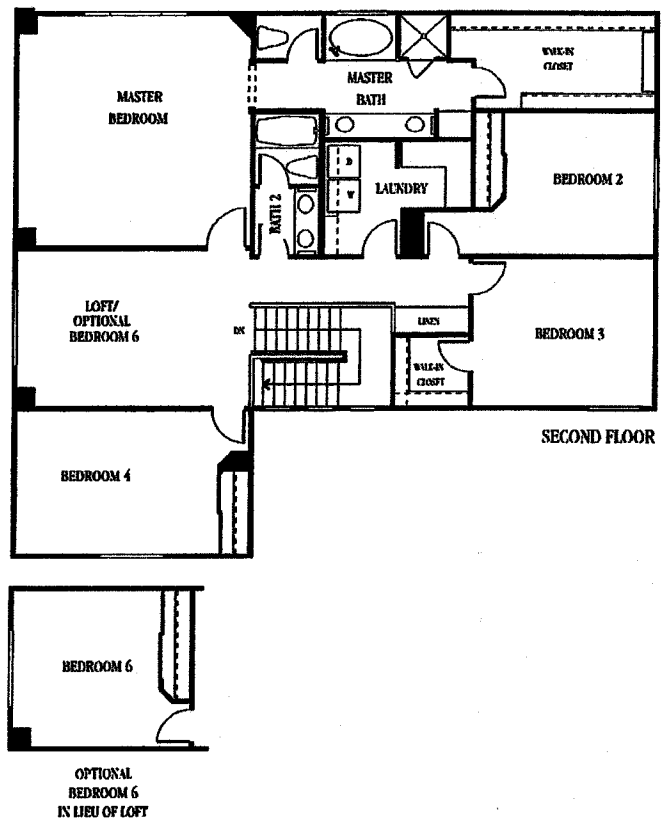 WALK-IN
CLOSET
MASTER
BATH
MASTER
BEDROOM
D
W
LAUNDRY
BEDROOM 2
BATH 2
LOFT/
OPTIONAL
BEDROOM 6
DN
LINEN
BEDROOM 3
WALK-IN
CLOSET
SECOND FLOOR
BEDROOM 4
BEDROOM 6
OPTIONAL
BEDROOM 6
IN LIEU OF LOFT